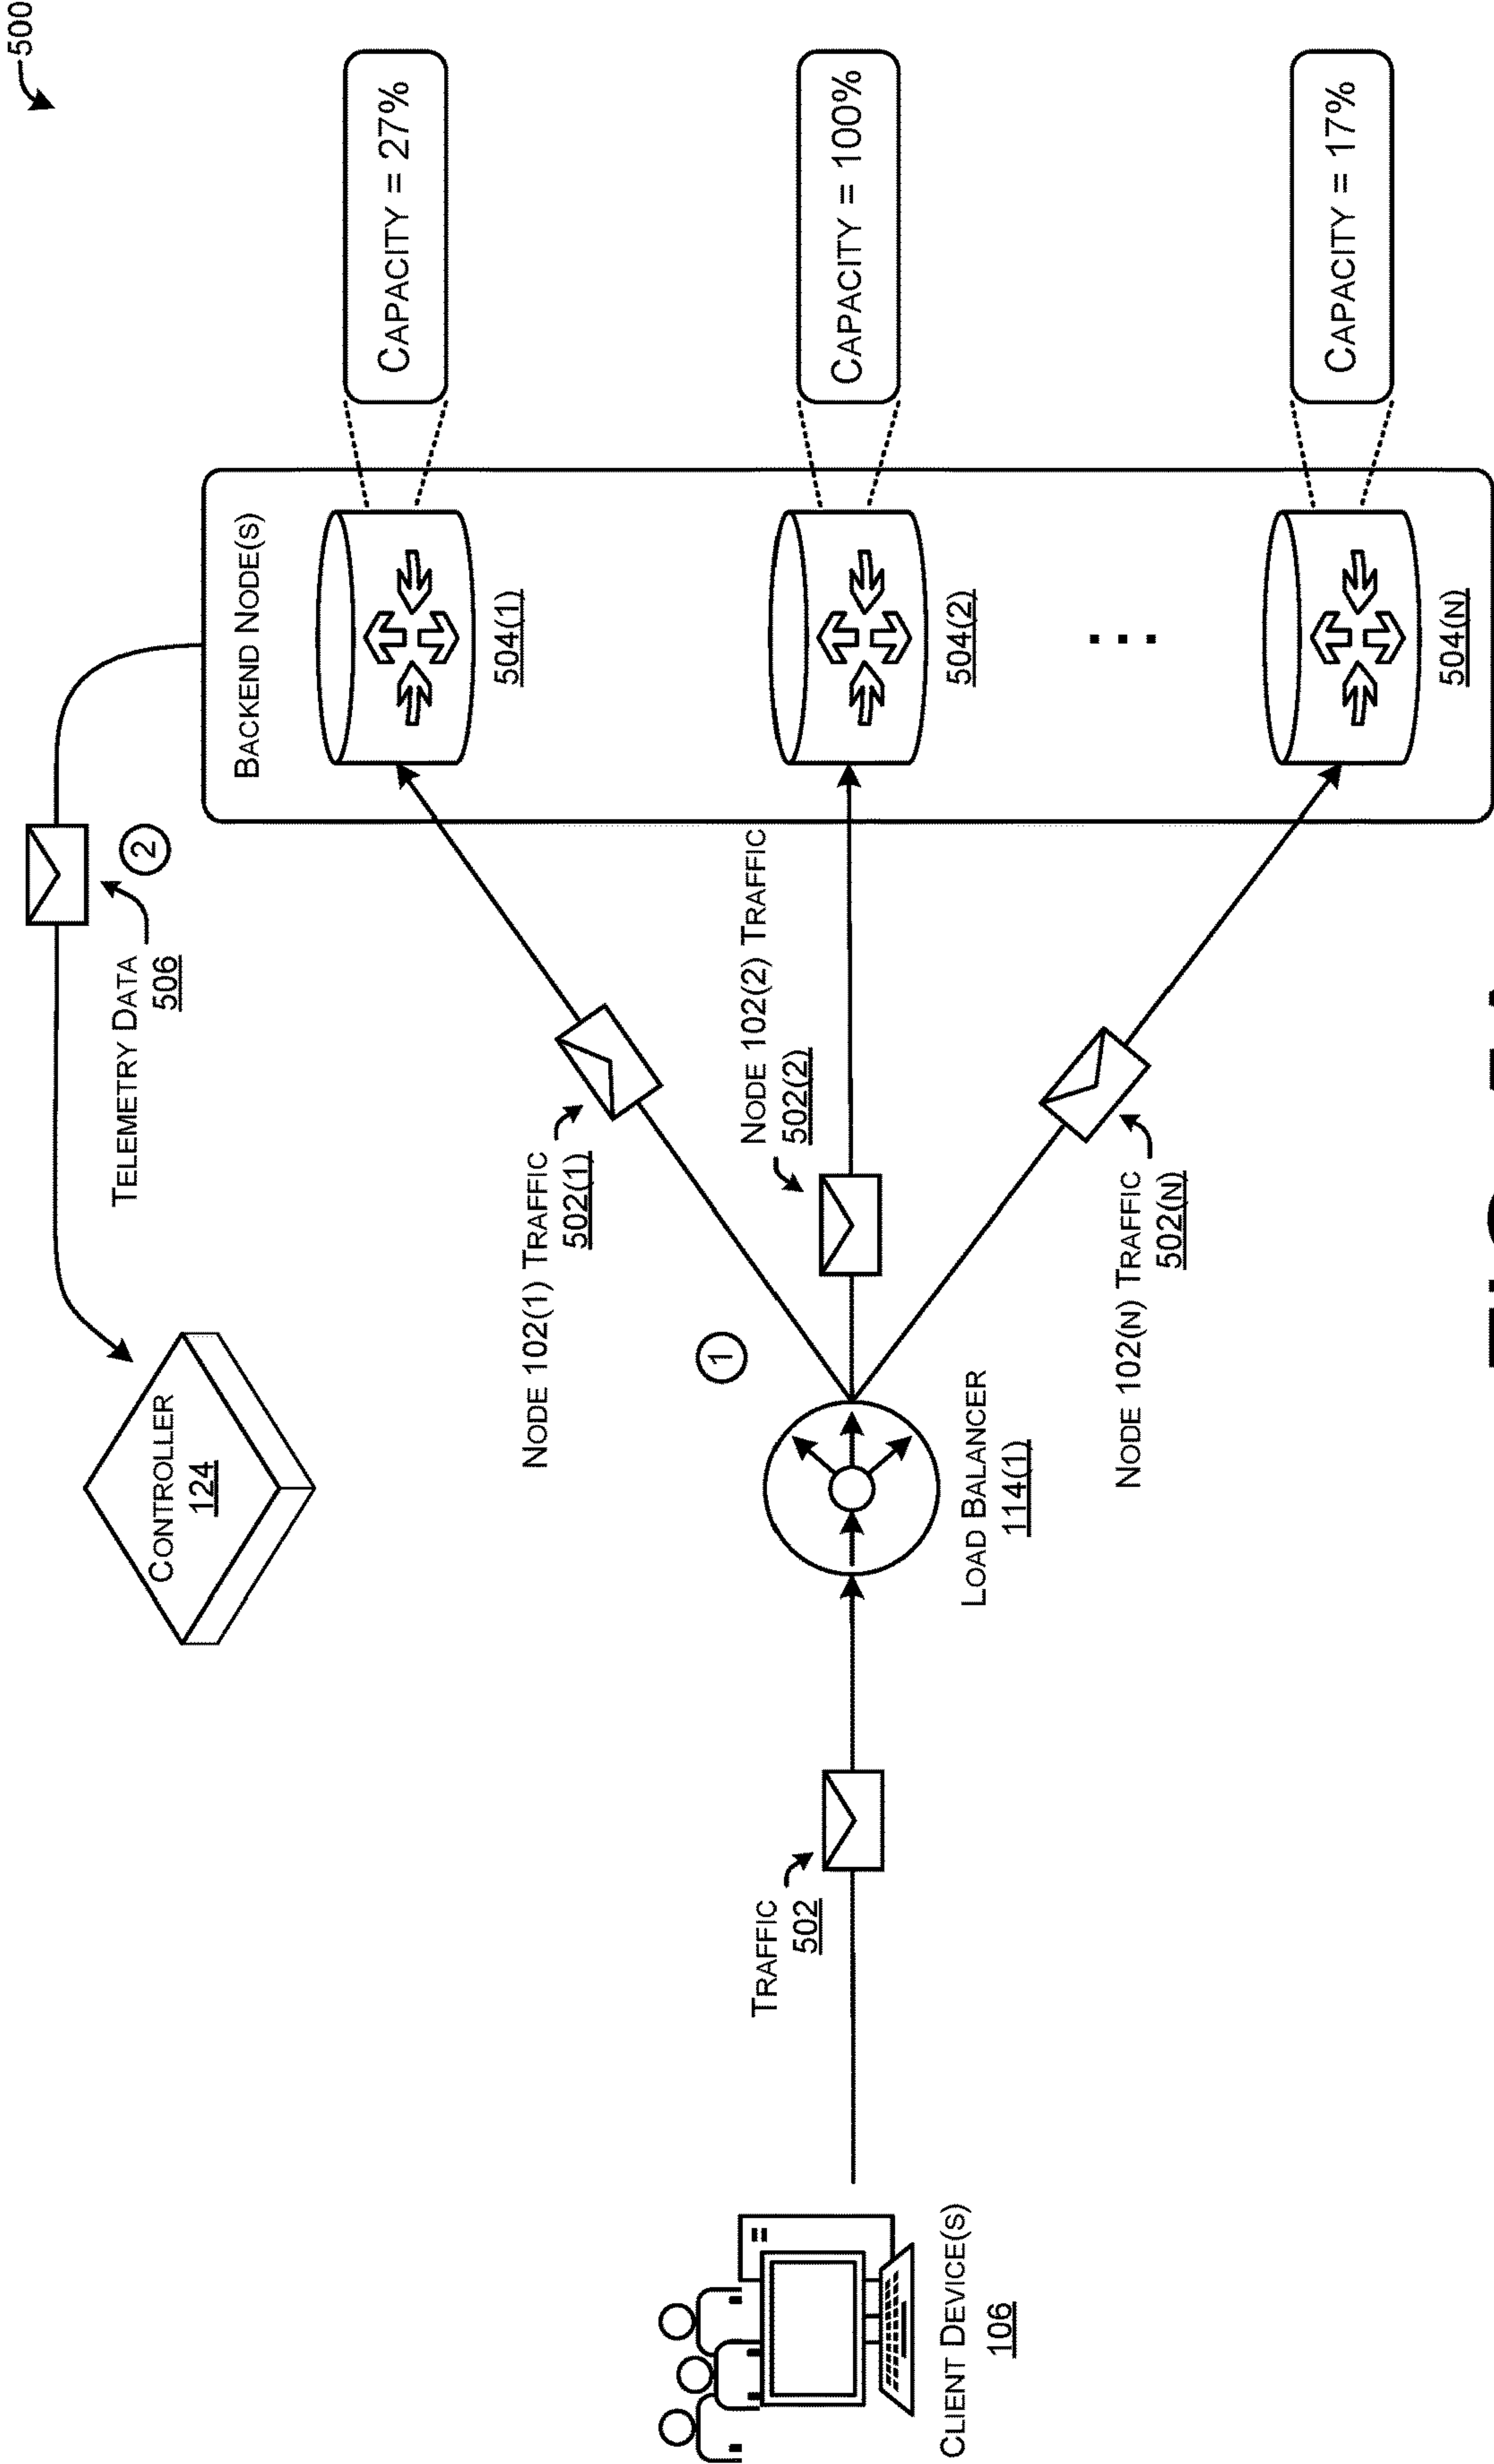 500
CONTROLLER
124
TELEMETRY DATA
506
2
BACKEND NODE(S)
CAPACITY = 27%
504(1)
NODE 102(1) TRAFFIC
502(1)
1
NODE 102(2) TRAFFIC
502(2)
CAPACITY = 100%
504(2)
TRAFFIC
502
LOAD BALANCER
114(1)
CLIENT DEVICE(S)
106
NODE 102(N) TRAFFIC
502(N)
...
CAPACITY = 17%
504(N)